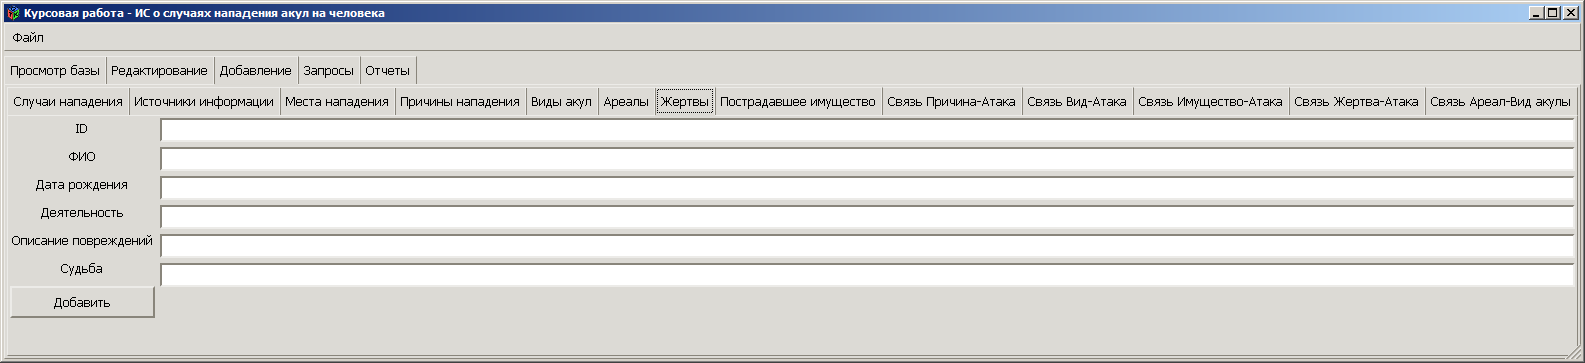 Курсовая работа - ИС о случаях нападения акул на человека
Файл
Просмотр базы Редактирование Добавление Запросы Отчеты
Случаи нападения Источники информации Места нападения Причины нападения Виды акул Ареалы Жертвы Пострадавшее имущество Связь Причина-Атака Связь Вид-Атака Связь Имущество-Атака Связь Жертва-Атака Связь Ареал-Вид акулы
ID
ФИО
Дата рождения
Деятельность
Описание повреждений
Судьба
Добавить